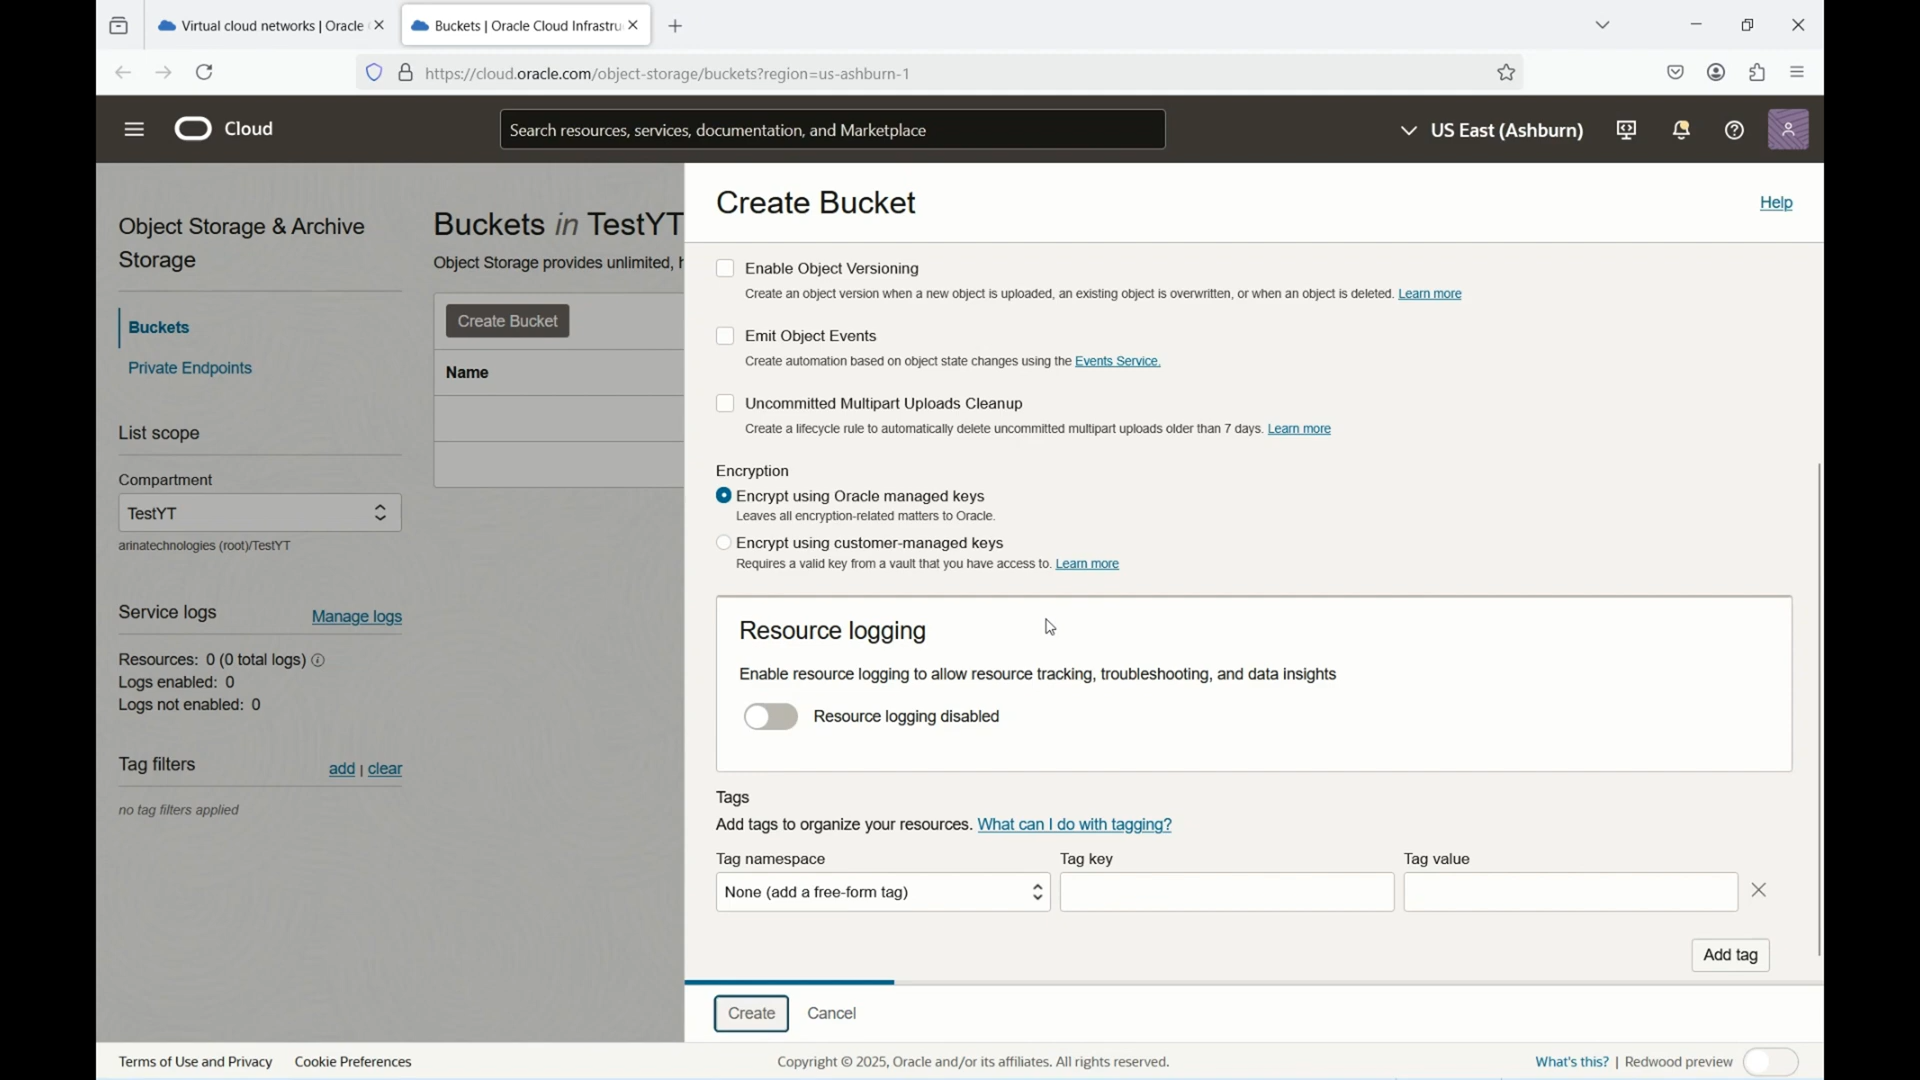 Virtual cloud networks | Oracle
Buckets | Oracle Cloud Infrastru
https://cloud.oracle.com/object-storage/buckets?region=us-ashburn-1
Cloud
Search resources, services, documentation, and Marketplace
US East (Ashburn)
Object Storage & Archive
Storage
Buckets
Private Endpoints
List scope
Compartment
TestYT
arinatechnologies (root)/TestYT
Service logs
Manage logs
Resources: 0 (0 total logs)
Logs enabled: 0
Logs not enabled: 0
Tag filters
add | clear
no tag filters applied
Buckets in TestYT
Object Storage provides unlimited,
Create Bucket
Name
Create Bucket
Help
Enable Object Versioning
Create an object version when a new object is uploaded, an existing object is overwritten, or when an object is deleted. Learn more
Emit Object Events
Create automation based on object state changes using the Events Service.
Uncommitted Multipart Uploads Cleanup
Create a lifecycle rule to automatically delete uncommitted multipart uploads older than 7 days. Learn more
Encryption
Encrypt using Oracle managed keys
Leaves all encryption-related matters to Oracle.
Encrypt using customer-managed keys
Requires a valid key from a vault that you have access to. Learn more
Resource logging
Enable resource logging to allow resource tracking, troubleshooting, and data insights
Resource logging disabled
Tags
Add tags to organize your resources. What can I do with tagging?
Tag namespace
Tag key
Tag value
None (add a free-form tag)
Add tag
Create
Cancel
Terms of Use and Privacy
Cookie Preferences
Copyright © 2025, Oracle and/or its affiliates. All rights reserved.
What's this? | Redwood preview